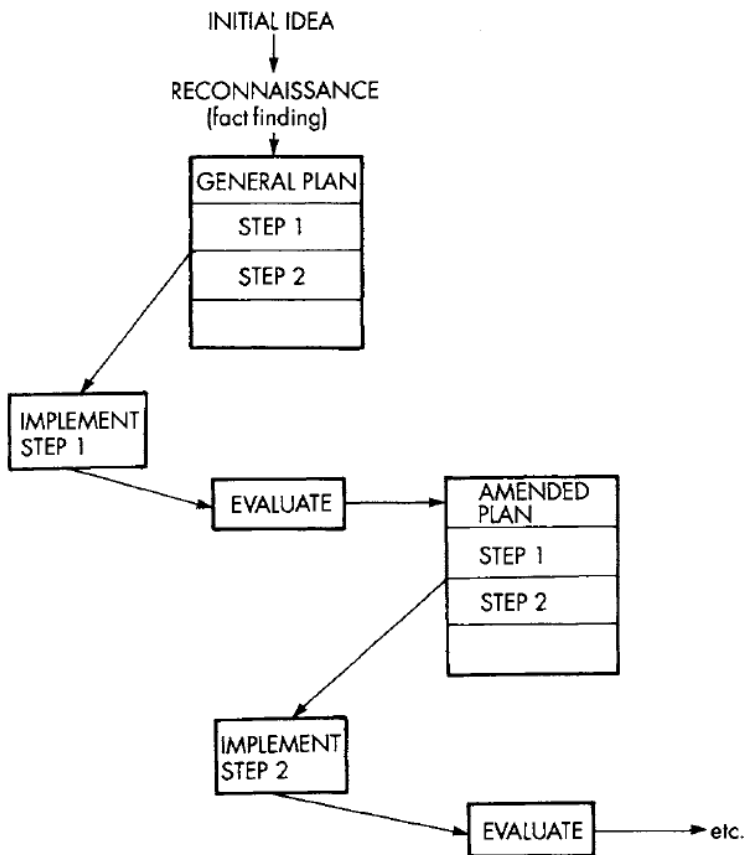 INITIAL IDEA
RECONNAISSANCE
(fact finding)
GENERAL PLAN
STEP 1
STEP 2
IMPLEMENT
STEP 1
EVALUATE
AMENDED
PLAN
STEP 1
STEP 2
IMPLEMENT
STEP 2
EVALUATE
etc.